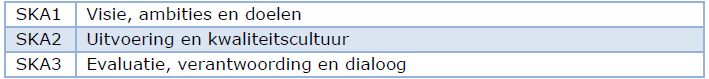 SKA1 Visie, ambities en doelen
SKA2 Uitvoering en kwaliteitscultuur
SKA3 Evaluatie, verantwoording en dialoog